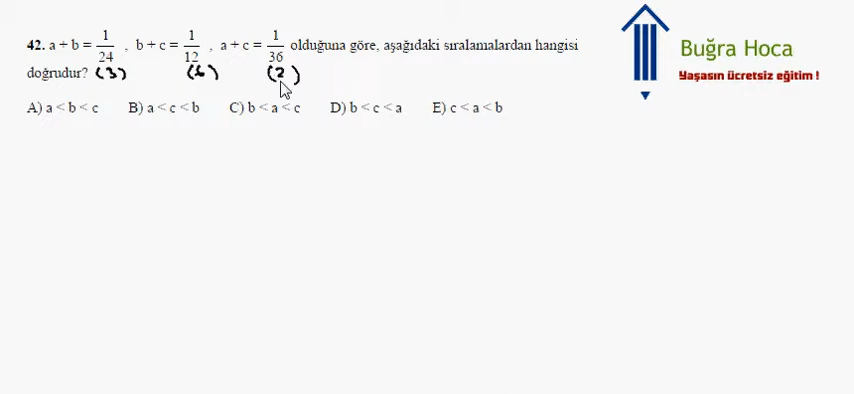 42. a + b = 1/24 , b + c = 1/12 , a + c = 1/36 olduğuna göre, aşağıdaki sıralamalardan hangisi
doğrudur? (3) (6) (2)
A) a < b < c B) a < c < b C) b < a < c D) b < c < a E) c < a < b
Buğra Hoca
Yaşasın ücretsiz eğitim !